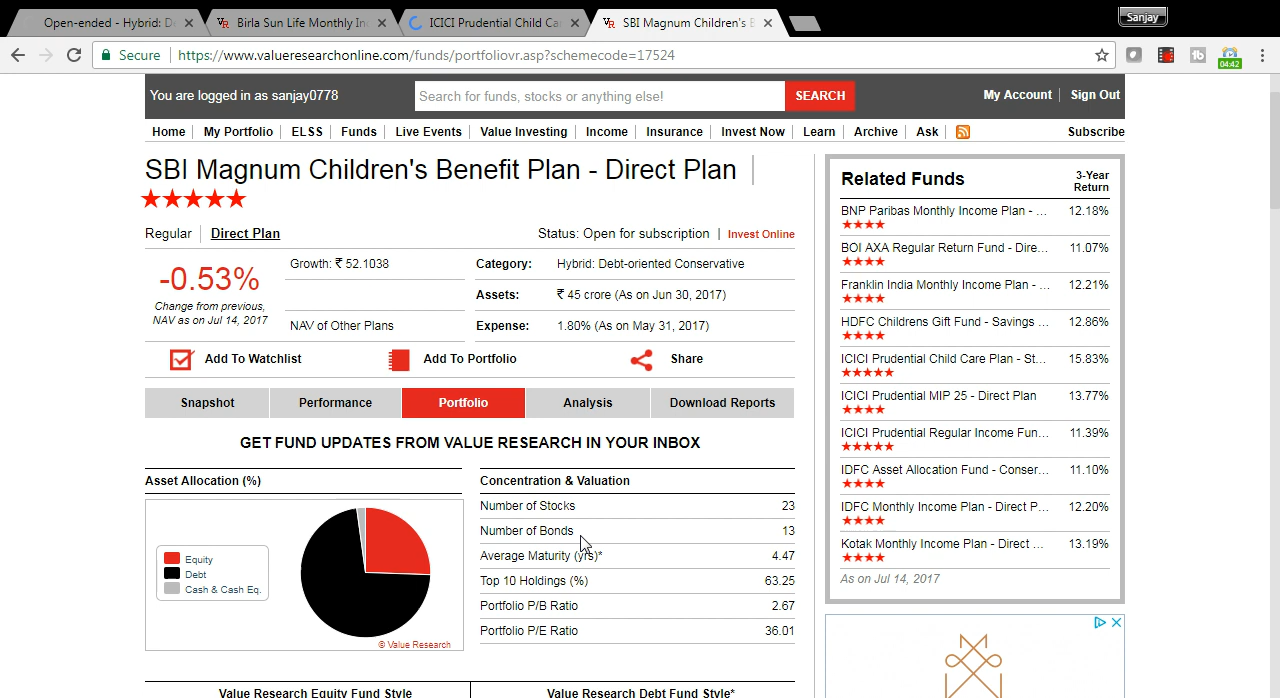 Open-ended - Hybrid: De
Birla Sun Life Monthly In
ICICI Prudential Child Ca
SBI Magnum Children's B
Sanjay
Secure
https://www.valueresearchonline.com/funds/portfoliovr.asp?schemecode=17524
04:42
You are logged in as sanjay0778
Search for funds, stocks or anything else!
SEARCH
My Account
Sign Out
Home
My Portfolio
ELSS
Funds
Live Events
Value Investing
Income
Insurance
Invest Now
Learn
Archive
Ask
Subscribe
SBI Magnum Children's Benefit Plan - Direct Plan
Regular
Direct Plan
Status: Open for subscription | Invest Online
-0.53%
Change from previous,
NAV as on Jul 14, 2017
Growth: ₹ 52.1038
NAV of Other Plans
Category: Hybrid: Debt-oriented Conservative
Assets: ₹ 45 crore (As on Jun 30, 2017)
Expense: 1.80% (As on May 31, 2017)
Add To Watchlist
Add To Portfolio
Share
Snapshot
Performance
Portfolio
Analysis
Download Reports
GET FUND UPDATES FROM VALUE RESEARCH IN YOUR INBOX
Asset Allocation (%)
Equity
Debt
Cash & Cash Eq.
© Value Research
Concentration & Valuation
Number of Stocks 23
Number of Bonds 13
Average Maturity (yrs)* 4.47
Top 10 Holdings (%) 63.25
Portfolio P/B Ratio 2.67
Portfolio P/E Ratio 36.01
Value Research Equity Fund Style
Value Research Debt Fund Style*
Related Funds
3-Year
Return
BNP Paribas Monthly Income Plan - ... 12.18%
BOI AXA Regular Return Fund - Dire... 11.07%
Franklin India Monthly Income Plan - ... 12.21%
HDFC Childrens Gift Fund - Savings ... 12.86%
ICICI Prudential Child Care Plan - St... 15.83%
ICICI Prudential MIP 25 - Direct Plan 13.77%
ICICI Prudential Regular Income Fun... 11.39%
IDFC Asset Allocation Fund - Conser... 11.10%
IDFC Monthly Income Plan - Direct P... 12.20%
Kotak Monthly Income Plan - Direct ... 13.19%
As on Jul 14, 2017